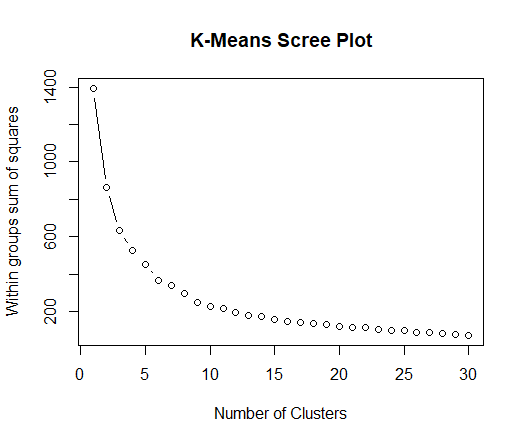 K-Means Scree Plot
Within groups sum of squares
1400
1000
600
200
0 5 10 15 20 25 30
Number of Clusters